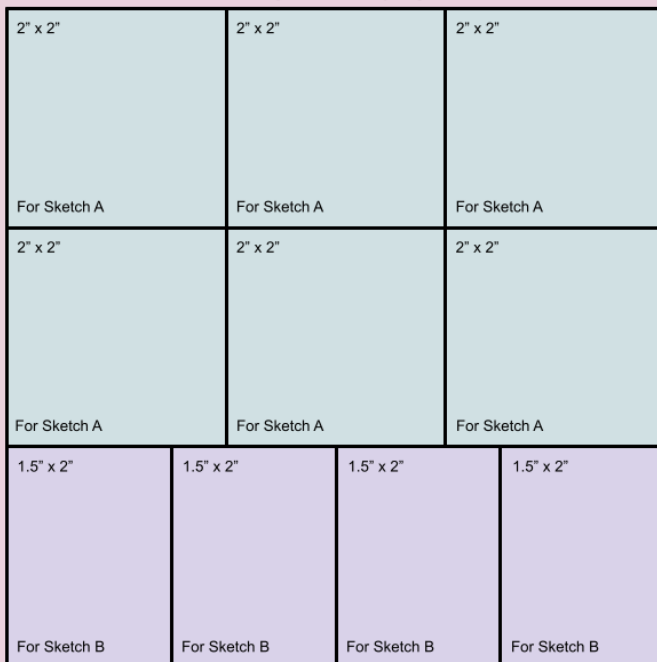 2” x 2”
2” x 2”
2” x 2”
For Sketch A
For Sketch A
For Sketch A
2” x 2”
2” x 2”
2” x 2”
For Sketch A
For Sketch A
For Sketch A
1.5” x 2”
1.5” x 2”
1.5” x 2”
1.5” x 2”
For Sketch B
For Sketch B
For Sketch B
For Sketch B